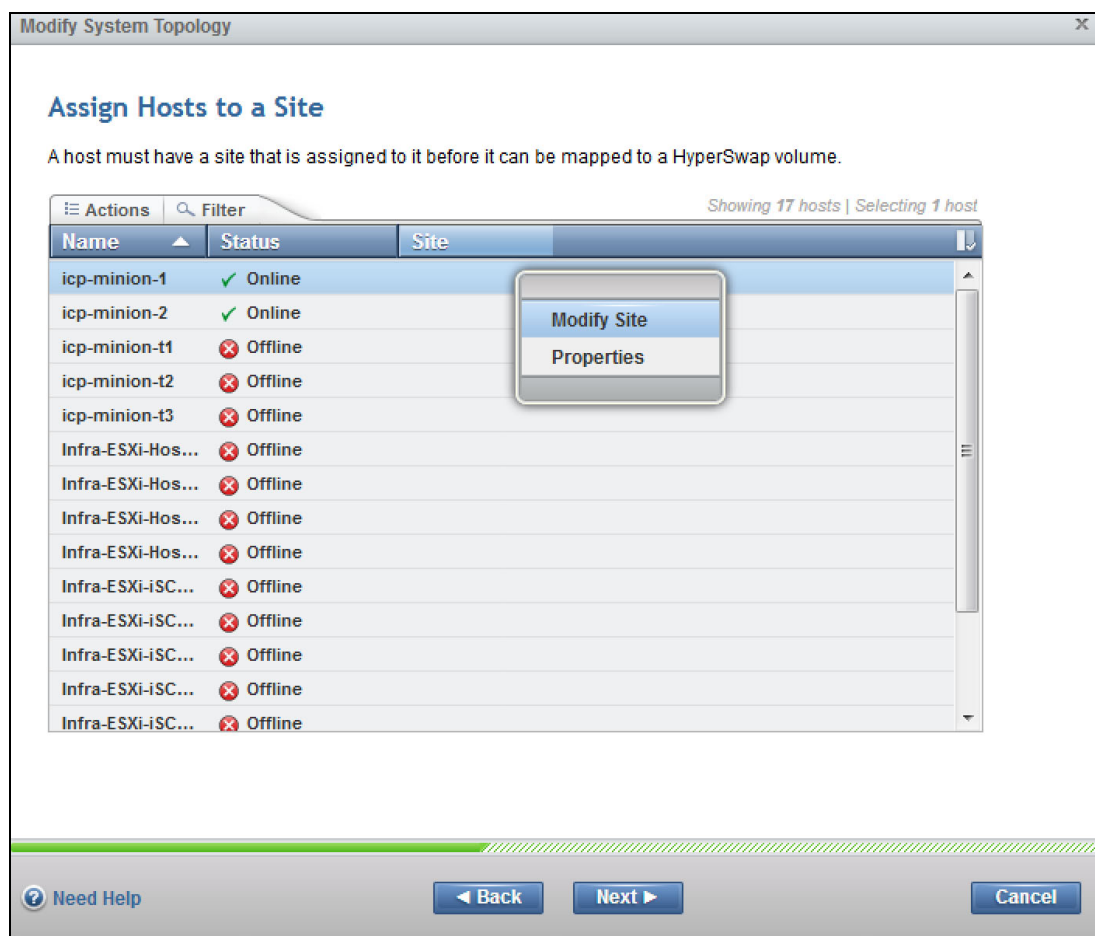 Modify System Topology x
Assign Hosts to a Site
A host must have a site that is assigned to it before it can be mapped to a HyperSwap volume.
Actions Filter Showing 17 hosts | Selecting 1 host
Name Status Site
icp-minion-1 Online
icp-minion-2 Online
Modify Site
icp-minion-t1 Offline
Properties
icp-minion-t2 Offline
icp-minion-t3 Offline
Infra-ESXi-Hos... Offline
Infra-ESXi-Hos... Offline
Infra-ESXi-Hos... Offline
Infra-ESXi-Hos... Offline
Infra-ESXi-iSC... Offline
Infra-ESXi-iSC... Offline
Infra-ESXi-iSC... Offline
Infra-ESXi-iSC... Offline
Infra-ESXi-iSC... Offline
? Need Help Back Next Cancel